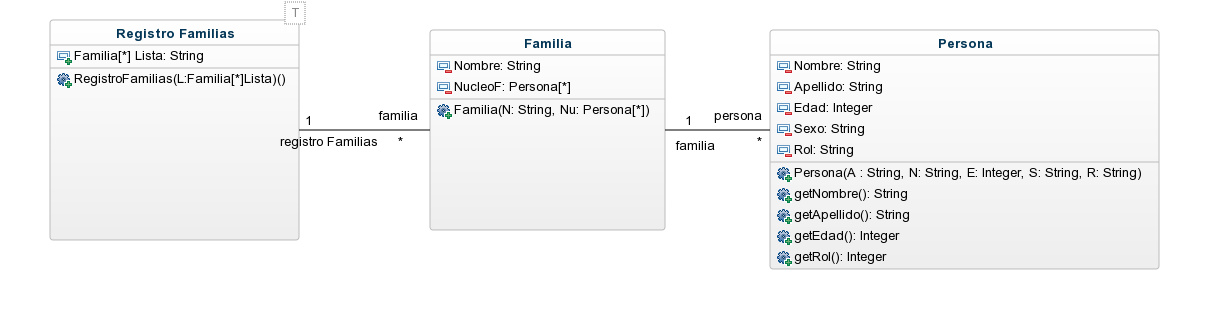 T
Registro Familias
Familia[*] Lista: String
RegistroFamilias(L:Familia[*]Lista)()
1
familia
registro Familias
*
Familia
Nombre: String
NucleoF: Persona[*]
Familia(N: String, Nu: Persona[*])
1
persona
familia
*
Persona
Nombre: String
Apellido: String
Edad: Integer
Sexo: String
Rol: String
Persona(A : String, N: String, E: Integer, S: String, R: String)
getNombre(): String
getApellido(): String
getEdad(): Integer
getRol(): Integer